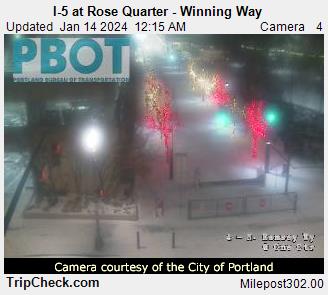 I-5 at Rose Quarter - Winning Way
Updated Jan 14 2024 12:15 AM Camera 4
PBOT
PORTLAND BUREAU OF TRANSPORTATION
Camera courtesy of the City of Portland
TripCheck.com Milepost302.00